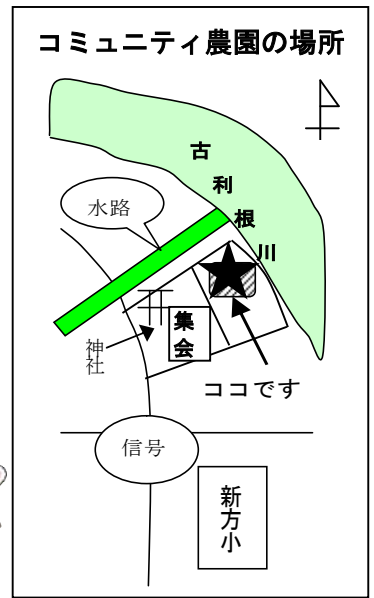 コミュニティ農園の場所
古利根川
水路
神社
集会
ココです
信号
新方小